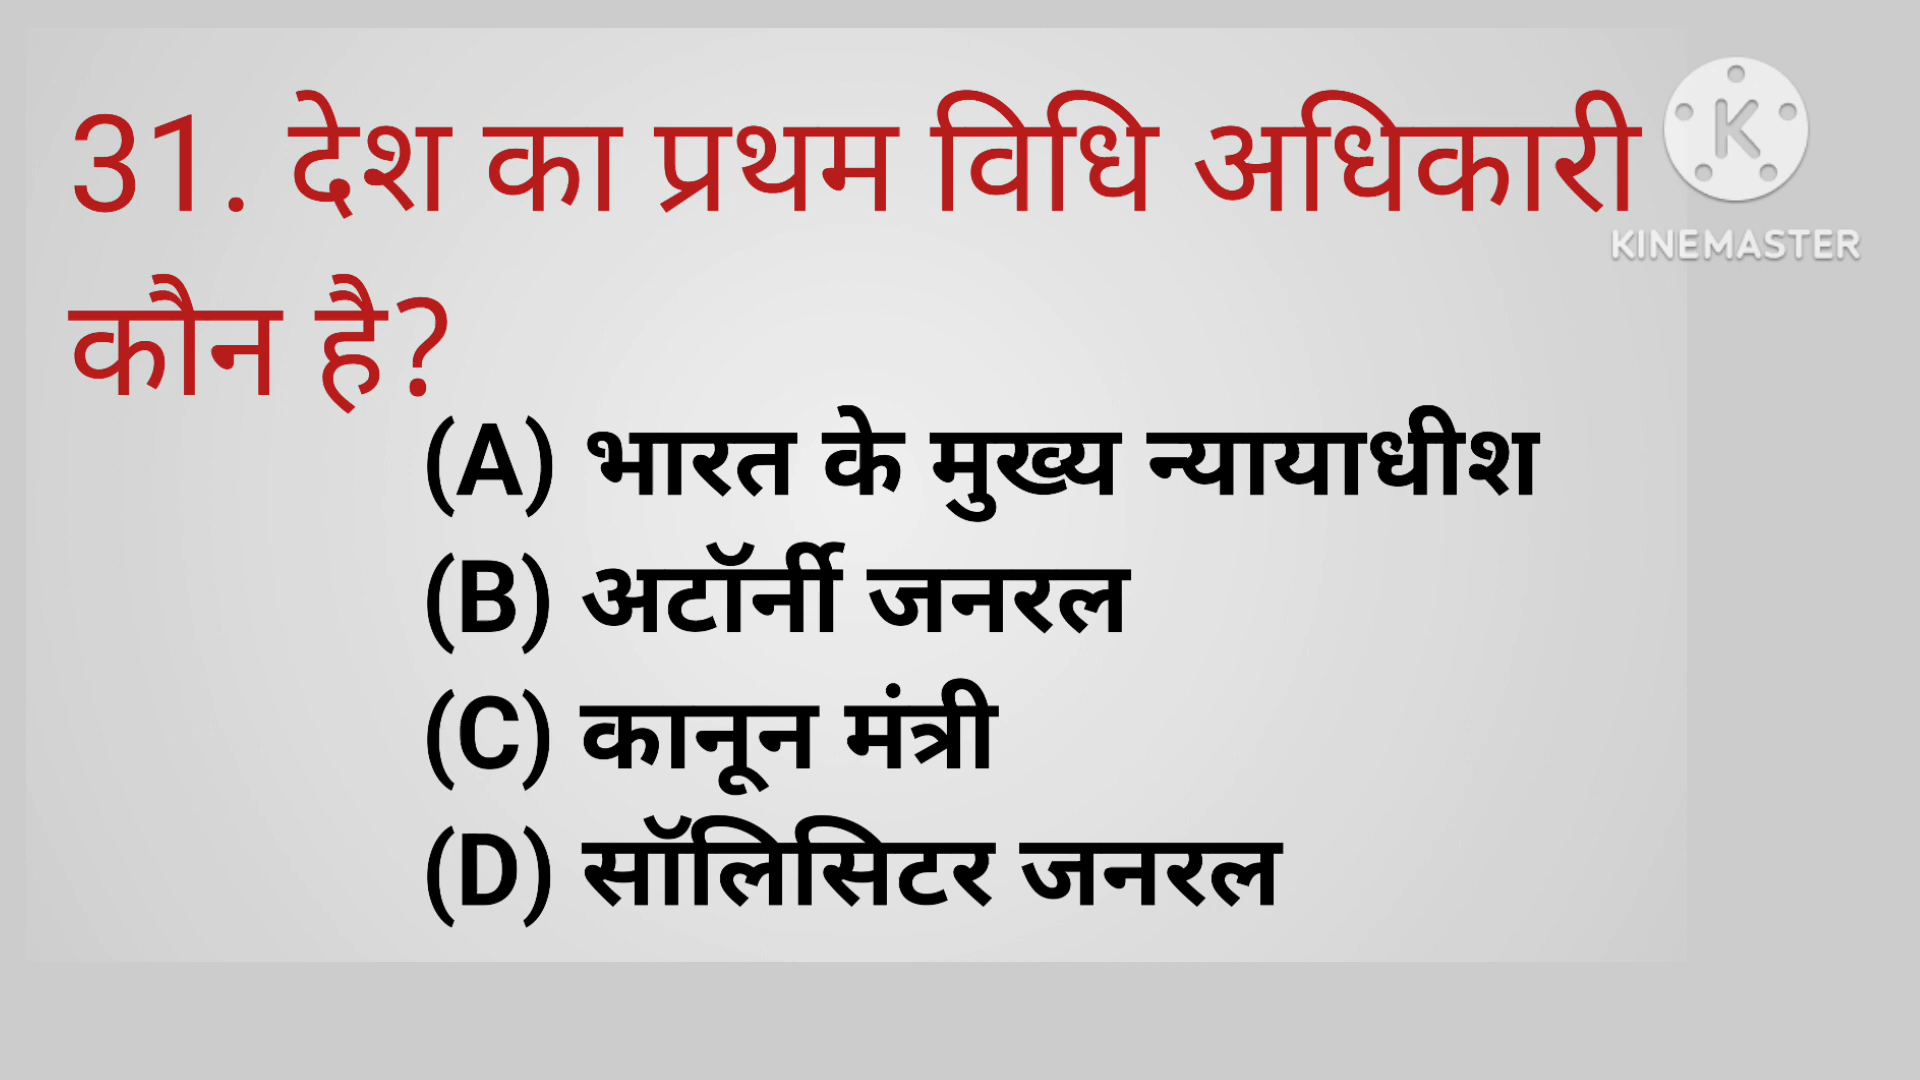 31. देश का प्रथम विधि अधिकारी
कौन है?
(A) भारत के मुख्य न्यायाधीश
(B) अटॉर्नी जनरल
(C) कानून मंत्री
(D) सॉलिसिटर जनरल
K
KINEMASTER